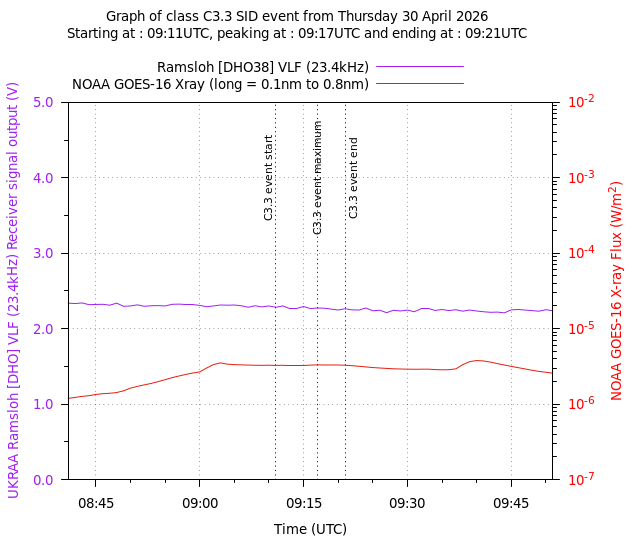 Graph of class C3.3 SID event from Thursday 30 April 2026
Starting at : 09:11UTC, peaking at : 09:17UTC and ending at : 09:21UTC
Ramsloh [DHO38] VLF (23.4kHz)
NOAA GOES-16 Xray (long = 0.1nm to 0.8nm)
UKRAA Ramsloh [DHO] VLF (23.4kHz) Receiver signal output (V)
5.0
4.0
3.0
2.0
1.0
0.0
C3.3 event start
C3.3 event maximum
C3.3 event end
10-2
10-3
10-4
10-5
10-6
10-7
NOAA GOES-16 X-ray Flux (W/m2)
08:45
09:00
09:15
09:30
09:45
Time (UTC)